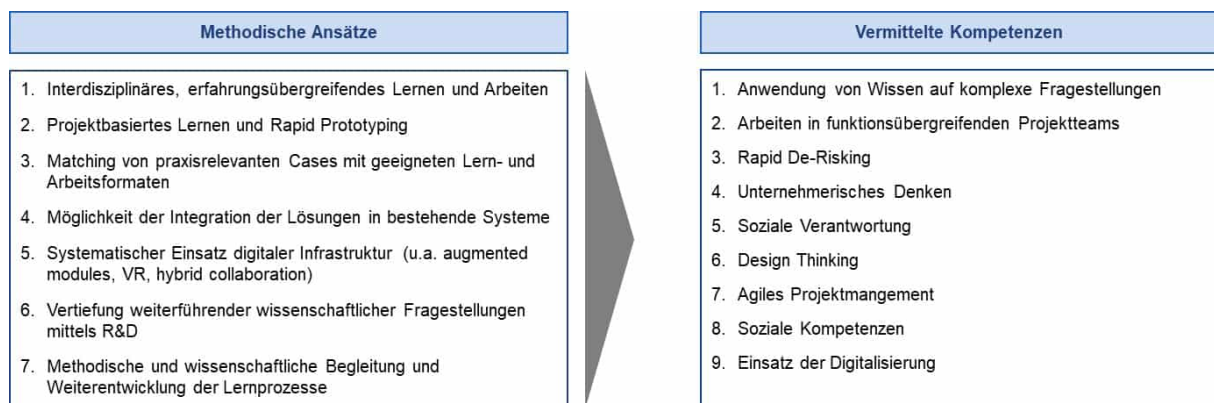 Methodische Ansätze
1. Interdisziplinäres, erfahrungsübergreifendes Lernen und Arbeiten
2. Projektbasiertes Lernen und Rapid Prototyping
3. Matching von praxisrelevanten Cases mit geeigneten Lern- und
Arbeitsformaten
4. Möglichkeit der Integration der Lösungen in bestehende Systeme
5. Systematischer Einsatz digitaler Infrastruktur (u.a. augmented
modules, VR, hybrid collaboration)
6. Vertiefung weiterführender wissenschaftlicher Fragestellungen
mittels R&D
7. Methodische und wissenschaftliche Begleitung und
Weiterentwicklung der Lernprozesse
Vermittelte Kompetenzen
1. Anwendung von Wissen auf komplexe Fragestellungen
2. Arbeiten in funktionsübergreifenden Projektteams
3. Rapid De-Risking
4. Unternehmerisches Denken
5. Soziale Verantwortung
6. Design Thinking
7. Agiles Projektmangement
8. Soziale Kompetenzen
9. Einsatz der Digitalisierung